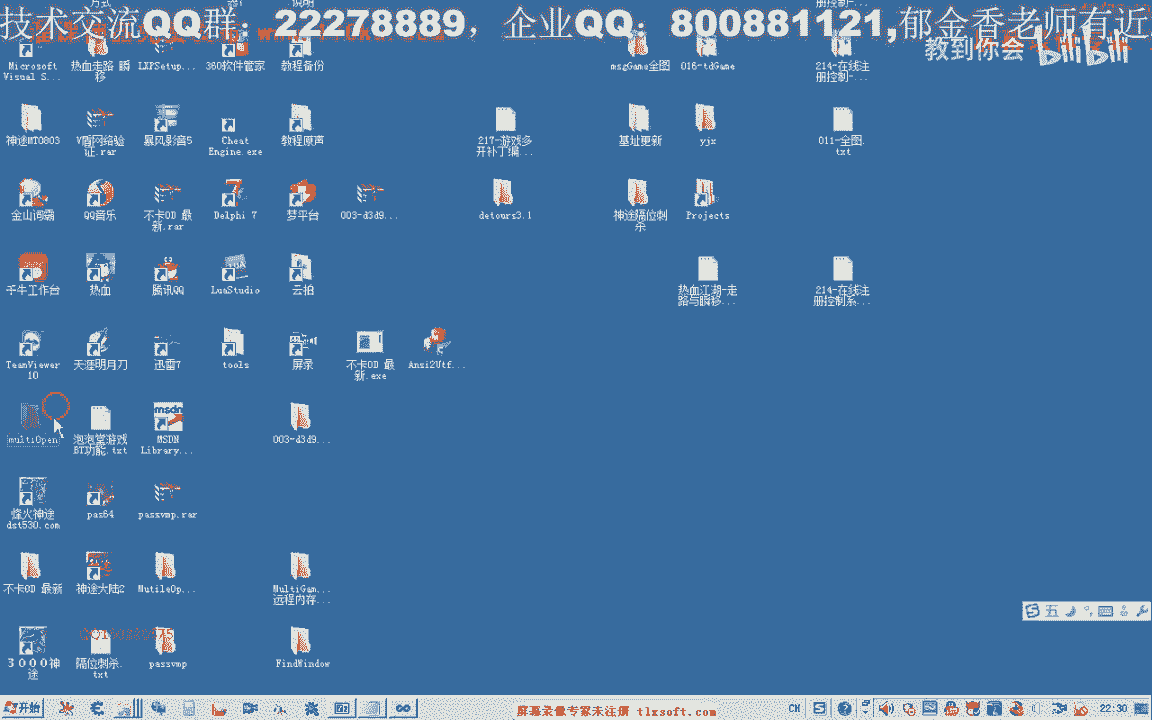 技术交流QQ群：22278889，企业QQ：800881121,郁金香老师有近
教到你会 bilibili
Microsoft Visual S...
热血走路 瞬移
LXPSetup...
360软件管家
教程备份
msgGame全图
016-tdGame
214-在线注册控制-...
神途MT0803
V盾网络验证.rar
暴风影音5
Cheat Engine.exe
教程原声
217-游戏多开补丁编...
基址更新
yjx
011-全图.txt
金山词霸
QQ音乐
不卡OD 最新.rar
Delphi 7
梦平台
003-d3d9...
detours3.1
神途隔位刺杀
Projects
千牛工作台
热血
腾讯QQ
LuaStudio
云拍
热血江湖-走路与瞬移...
214-在线注册控制系...
TeamViewer 10
天涯明月刀
迅雷7
tools
屏录
不卡OD 最新.exe
Ansi2Utf...
multiOpen
泡泡堂游戏BT功能.txt
MSDN Library...
003-d3d9...
烽火神途 dst530.com
pas64
passvmp.rar
不卡OD 最新
神途大陆2
MutileOp...
MultiGam...远程内存...
3000神途
隔位刺杀.txt
passvmp
FindWindow
开始
屏幕录像专家未注册 tlxsoft.com
CH
22:30